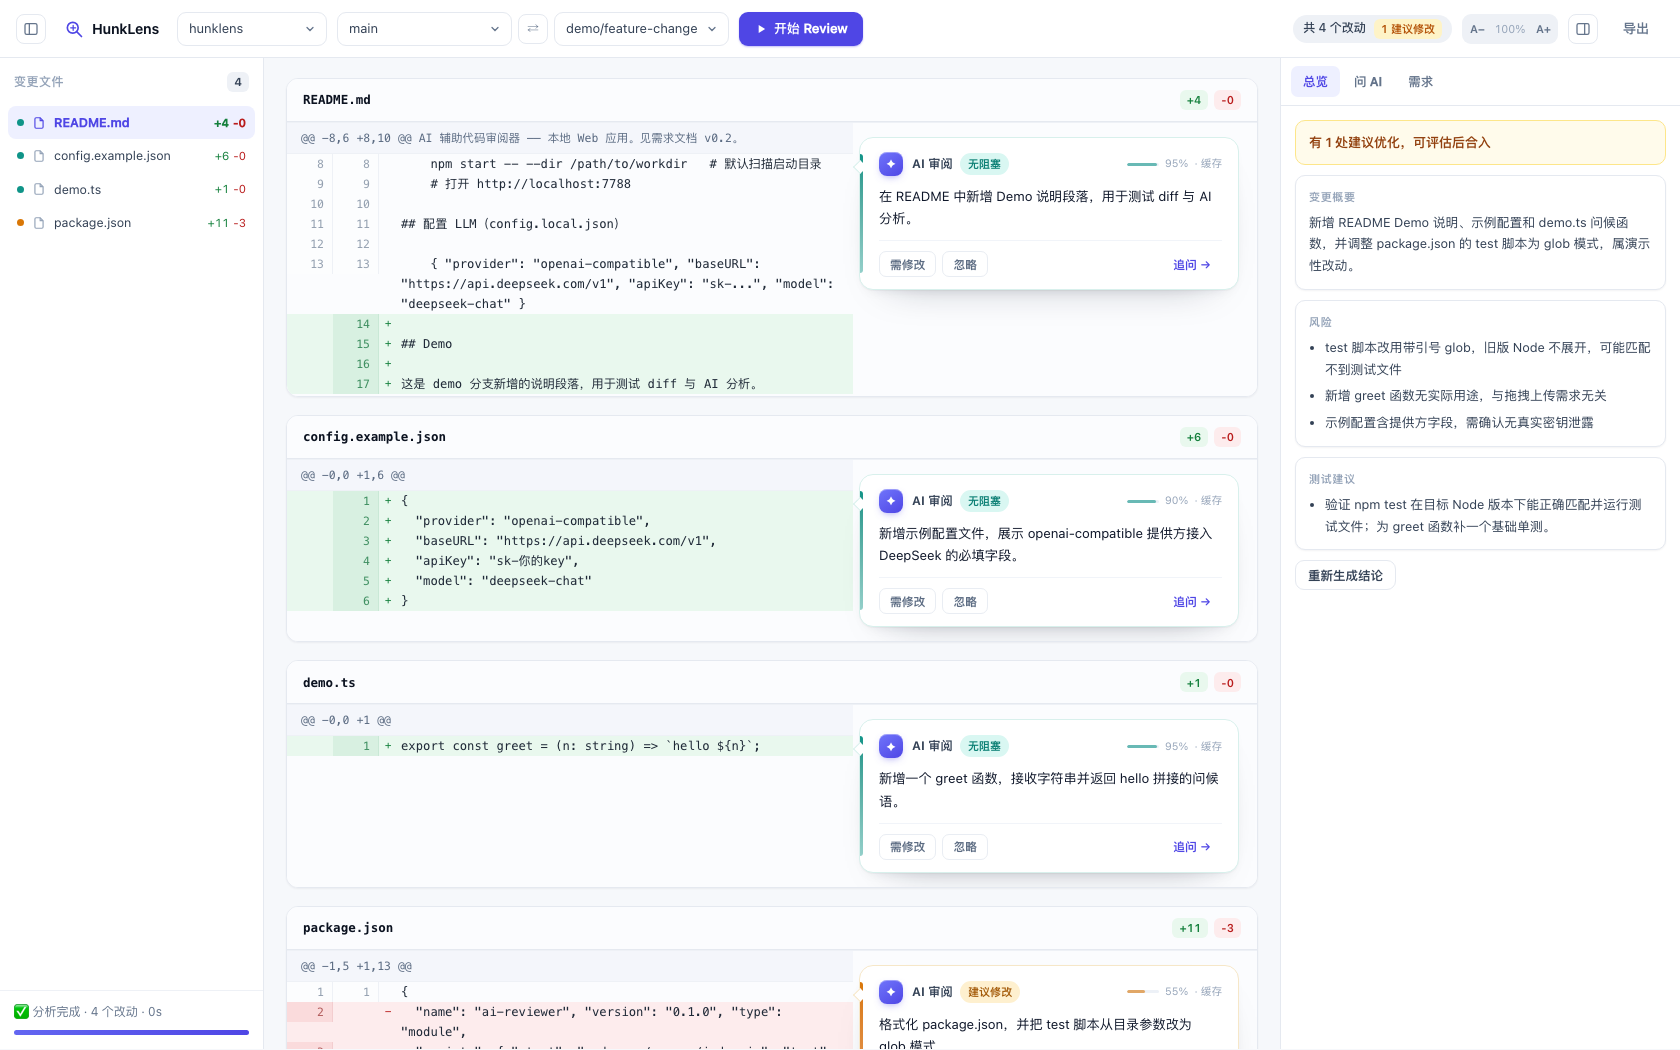 HunkLens
hunklens
main
demo/feature-change
开始 Review
共 4 个改动
1 建议修改
A−
100%
A+
导出
变更文件
4
README.md
+4 -0
config.example.json
+6 -0
demo.ts
+1 -0
package.json
+11 -3
✅ 分析完成 · 4 个改动 · 0s
README.md
+4
-0
@@ −8,6 +8,10 @@ AI 辅助代码审阅器 —— 本地 Web 应用。见需求文档 v0.2。
8 8 npm start -- --dir /path/to/workdir # 默认扫描启动目录
9 9 # 打开 http://localhost:7788
10 10
11 11 ## 配置 LLM（config.local.json）
12 12
13 13 { "provider": "openai-compatible", "baseURL":
"https://api.deepseek.com/v1", "apiKey": "sk-...", "model":
"deepseek-chat" }
14 +
15 + ## Demo
16 +
17 + 这是 demo 分支新增的说明段落，用于测试 diff 与 AI 分析。
AI 审阅
无阻塞
95% · 缓存
在 README 中新增 Demo 说明段落，用于测试 diff 与 AI
分析。
需修改
忽略
追问 →
config.example.json
+6
-0
@@ −0,0 +1,6 @@
1 + {
2 + "provider": "openai-compatible",
3 + "baseURL": "https://api.deepseek.com/v1",
4 + "apiKey": "sk-你的key",
5 + "model": "deepseek-chat"
6 + }
AI 审阅
无阻塞
90% · 缓存
新增示例配置文件，展示 openai-compatible 提供方接入
DeepSeek 的必填字段。
需修改
忽略
追问 →
demo.ts
+1
-0
@@ −0,0 +1 @@
1 + export const greet = (n: string) => `hello ${n}`;
AI 审阅
无阻塞
95% · 缓存
新增一个 greet 函数，接收字符串并返回 hello 拼接的问候
语。
需修改
忽略
追问 →
package.json
+11
-3
@@ −1,5 +1,13 @@
1 1 {
2 − "name": "ai-reviewer", "version": "0.1.0", "type":
"module",
AI 审阅
建议修改
55% · 缓存
格式化 package.json，并把 test 脚本从目录参数改为
glob 模式
总览
问 AI
需求
有 1 处建议优化，可评估后合入
变更概要
新增 README Demo 说明、示例配置和 demo.ts 问候函
数，并调整 package.json 的 test 脚本为 glob 模式，属演示
性改动。
风险
• test 脚本改用带引号 glob，旧版 Node 不展开，可能匹配
不到测试文件
• 新增 greet 函数无实际用途，与拖拽上传需求无关
• 示例配置含提供方字段，需确认无真实密钥泄露
测试建议
• 验证 npm test 在目标 Node 版本下能正确匹配并运行测
试文件；为 greet 函数补一个基础单测。
重新生成结论